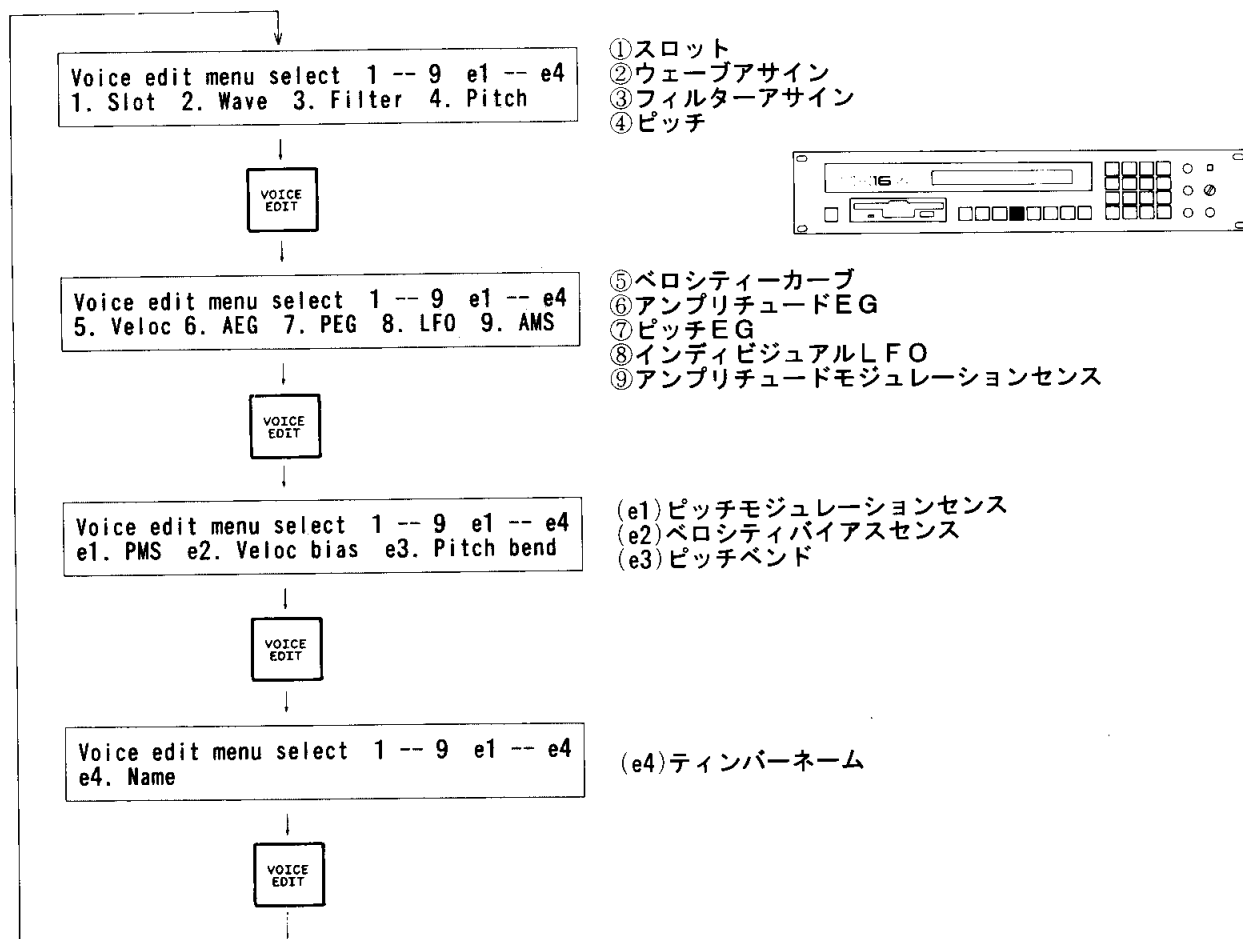 Voice edit menu select 1 -- 9 e1 -- e4
1. Slot 2. Wave 3. Filter 4. Pitch
①スロット
②ウェーブアサイン
③フィルターアサイン
④ピッチ
VOICE
EDIT
16
Voice edit menu select 1 -- 9 e1 -- e4
5. Veloc 6. AEG 7. PEG 8. LFO 9. AMS
⑤ベロシティーカーブ
⑥アンプリチュードEG
⑦ピッチEG
⑧インディビジュアルLFO
⑨アンプリチュードモジュレーションセンス
VOICE
EDIT
Voice edit menu select 1 -- 9 e1 -- e4
e1. PMS e2. Veloc bias e3. Pitch bend
(e1)ピッチモジュレーションセンス
(e2)ベロシティバイアスセンス
(e3)ピッチベンド
VOICE
EDIT
Voice edit menu select 1 -- 9 e1 -- e4
e4. Name
(e4)ティンバーネーム
VOICE
EDIT